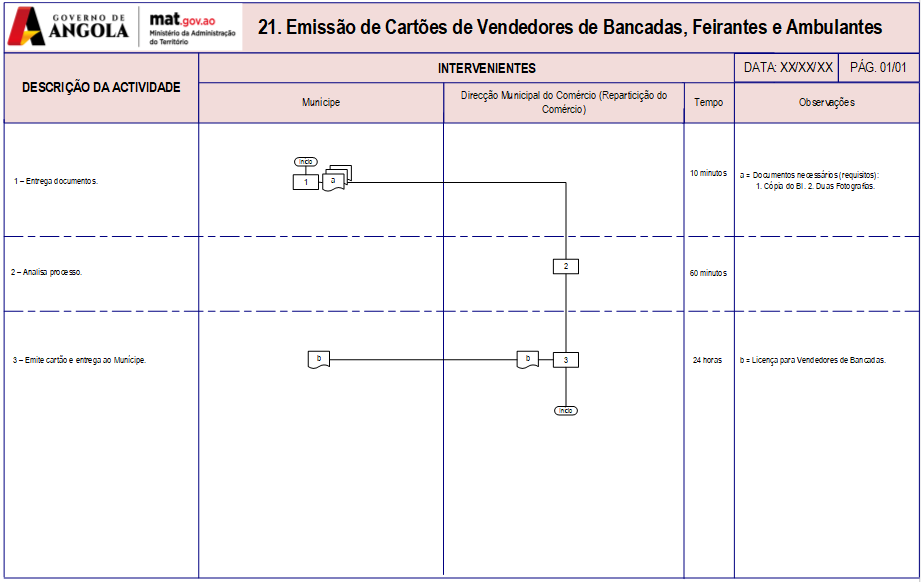 GOVERNO DE
ANGOLA
mat.gov.ao
Ministério da Administração
do Território
21. Emissão de Cartões de Vendedores de Bancadas, Feirantes e Ambulantes
DESCRIÇÃO DA ACTIVIDADE
INTERVENIENTES
DATA: XX/XX/XX
PÁG. 01/01
Munícipe
Direcção Municipal do Comércio (Repartição do
Comércio)
Tempo
Observações
Início
1 – Entrega documentos.
1
a
10 minutos
a = Documentos necessários (requisitos):
1. Cópia do BI. 2. Duas Fotografias.
2 – Analisa processo.
2
60 minutos
3 – Emite cartão e entrega ao Munícipe.
b
b
3
24 horas
b = Licença para Vendedores de Bancadas.
Início